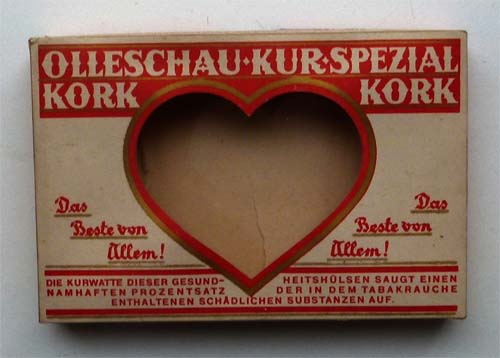 OLLESCHAU·KUR·SPEZIAL
KORK KORK
Das
Beste von
Allem!
Das
Beste von
Allem!
DIE KURWATTE DIESER GESUND- HEITSHÜLSEN SAUGT EINEN
NAMHAFTEN PROZENTSATZ DER IN DEM TABAKRAUCHE
ENTHALTENEN SCHÄDLICHEN SUBSTANZEN AUF.